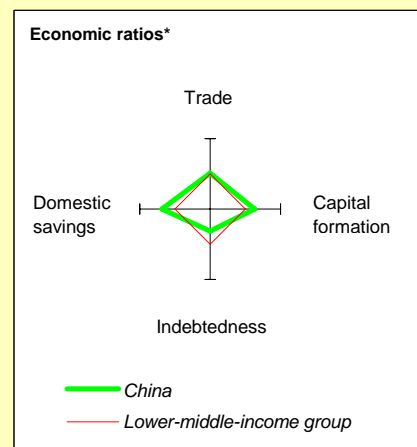 Economic ratios*
Trade
Domestic
savings
Capital
formation
Indebtedness
China
Lower-middle-income group